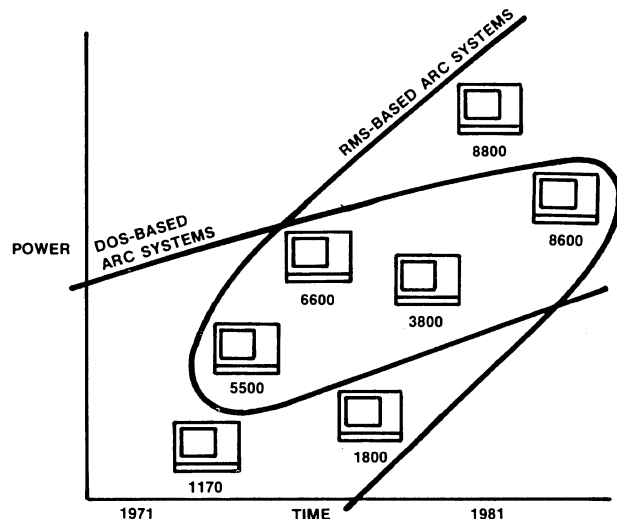 RMS-BASED ARC SYSTEMS
8800
DOS-BASED
ARC SYSTEMS
POWER
8600
6600
3800
5500
1800
1170
1971
TIME
1981